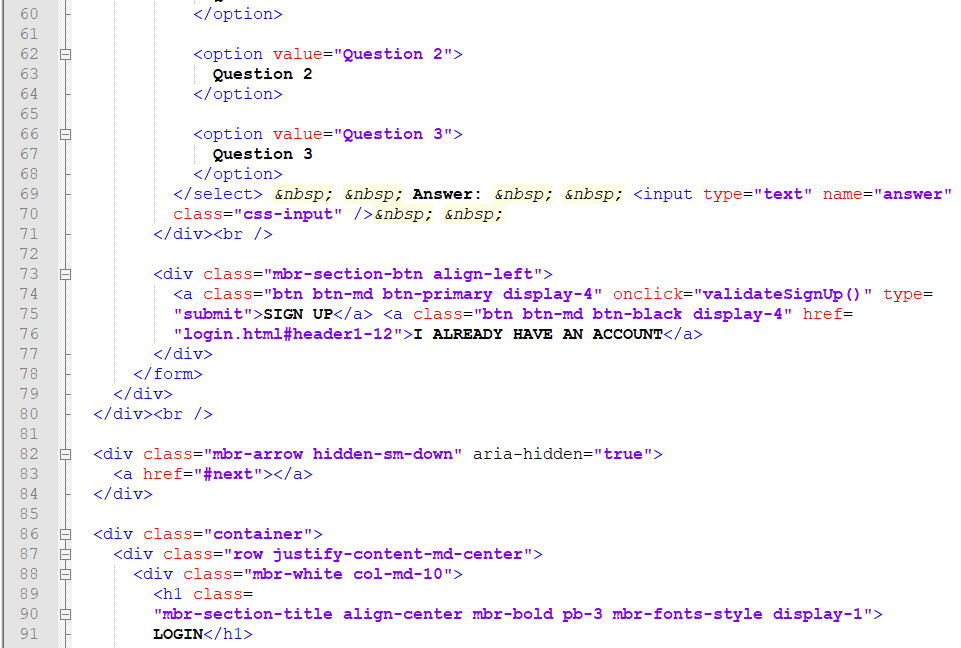 60 </option>
61
62 <option value="Question 2">
63 Question 2
64 </option>
65
66 <option value="Question 3">
67 Question 3
68 </option>
69 </select> &nbsp; &nbsp; Answer: &nbsp; &nbsp; <input type="text" name="answer"
70 class="css-input" />&nbsp; &nbsp;
71 </div><br />
72
73 <div class="mbr-section-btn align-left">
74 <a class="btn btn-md btn-primary display-4" onclick="validateSignUp()" type=
75 "submit">SIGN UP</a> <a class="btn btn-md btn-black display-4" href=
76 "login.html#header1-12">I ALREADY HAVE AN ACCOUNT</a>
77 </div>
78 </form>
79 </div>
80 </div><br />
81
82 <div class="mbr-arrow hidden-sm-down" aria-hidden="true">
83 <a href="#next"></a>
84 </div>
85
86 <div class="container">
87 <div class="row justify-content-md-center">
88 <div class="mbr-white col-md-10">
89 <h1 class=
90 "mbr-section-title align-center mbr-bold pb-3 mbr-fonts-style display-1">
91 LOGIN</h1>